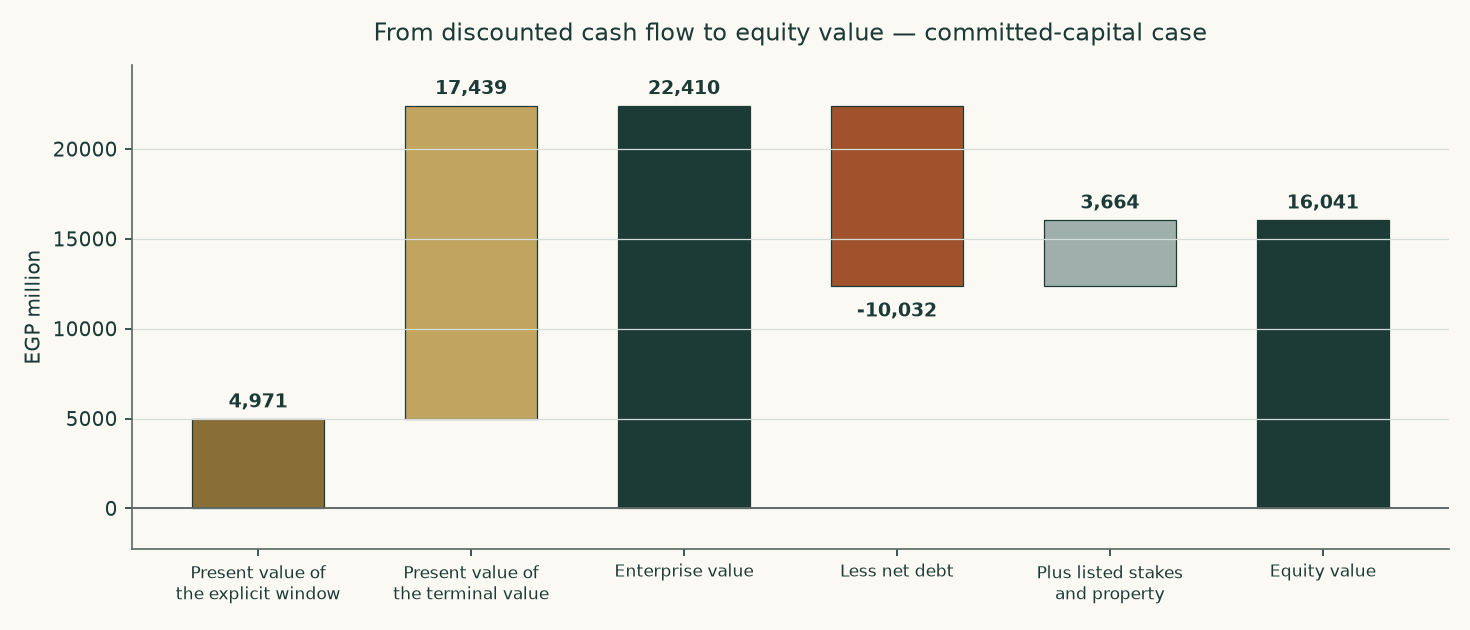 From discounted cash flow to equity value — committed-capital case
EGP million
20000
15000
10000
5000
0
4,971
17,439
22,410
-10,032
3,664
16,041
Present value of
the explicit window
Present value of
the terminal value
Enterprise value
Less net debt
Plus listed stakes
and property
Equity value